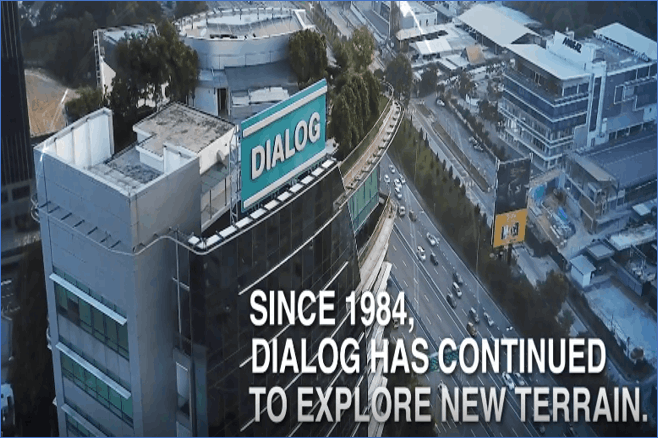 DIALOG
SINCE 1984,
DIALOG HAS CONTINUED
TO EXPLORE NEW TERRAIN.